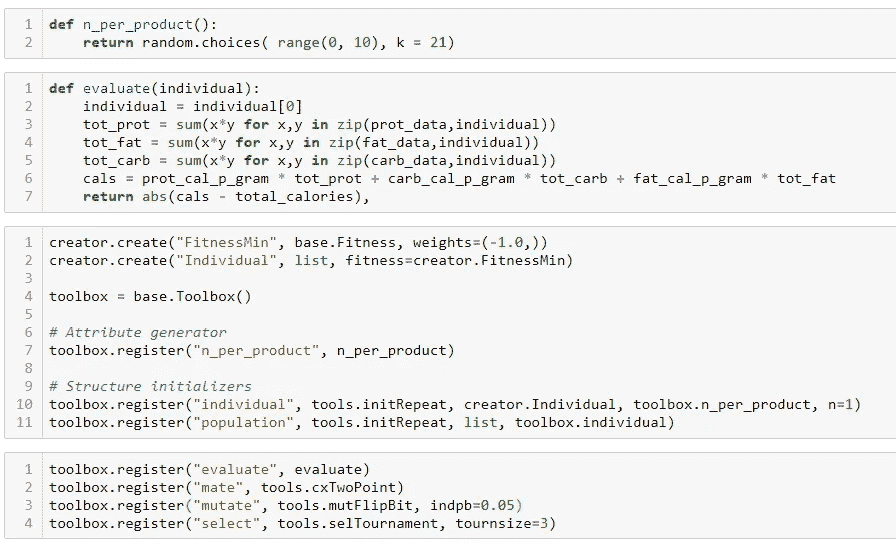 1 def n_per_product():
2     return random.choices( range(0, 10), k = 21)
1 def evaluate(individual):
2     individual = individual[0]
3     tot_prot = sum(x*y for x,y in zip(prot_data,individual))
4     tot_fat = sum(x*y for x,y in zip(fat_data,individual))
5     tot_carb = sum(x*y for x,y in zip(carb_data,individual))
6     cals = prot_cal_p_gram * tot_prot + carb_cal_p_gram * tot_carb + fat_cal_p_gram * tot_fat
7     return abs(cals - total_calories),
1 creator.create("FitnessMin", base.Fitness, weights=(-1.0,))
2 creator.create("Individual", list, fitness=creator.FitnessMin)
3
4 toolbox = base.Toolbox()
5
6 # Attribute generator
7 toolbox.register("n_per_product", n_per_product)
8
9 # Structure initializers
10 toolbox.register("individual", tools.initRepeat, creator.Individual, toolbox.n_per_product, n=1)
11 toolbox.register("population", tools.initRepeat, list, toolbox.individual)
1 toolbox.register("evaluate", evaluate)
2 toolbox.register("mate", tools.cxTwoPoint)
3 toolbox.register("mutate", tools.mutFlipBit, indpb=0.05)
4 toolbox.register("select", tools.selTournament, tournsize=3)